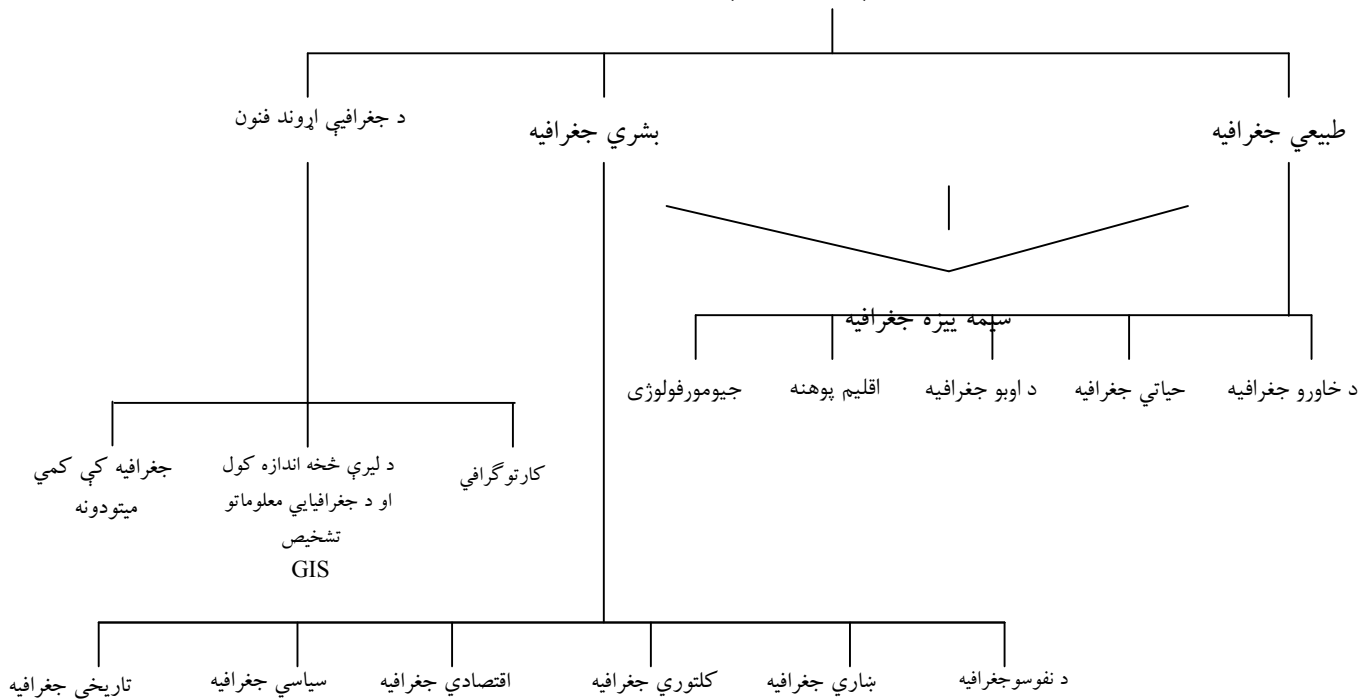 طبيعي جغرافيه
بشري جغرافيه
د جغرافيې اړوند فنون
سيمه ييزه جغرافيه
د خاورو جغرافيه
حياتي جغرافيه
د اوبو جغرافيه
اقليم پوهنه
جيومورفولوژی
کارتوگرافي
د ليرې څخه اندازه کول
او د جغرافيايي معلوماتو
تشخيص
GIS
جغرافيه کې کمي
ميتودونه
د نفوسوجغرافيه
ښاري جغرافيه
کلتوري جغرافيه
اقتصادي جغرافيه
سياسي جغرافيه
تاريخي جغرافيه